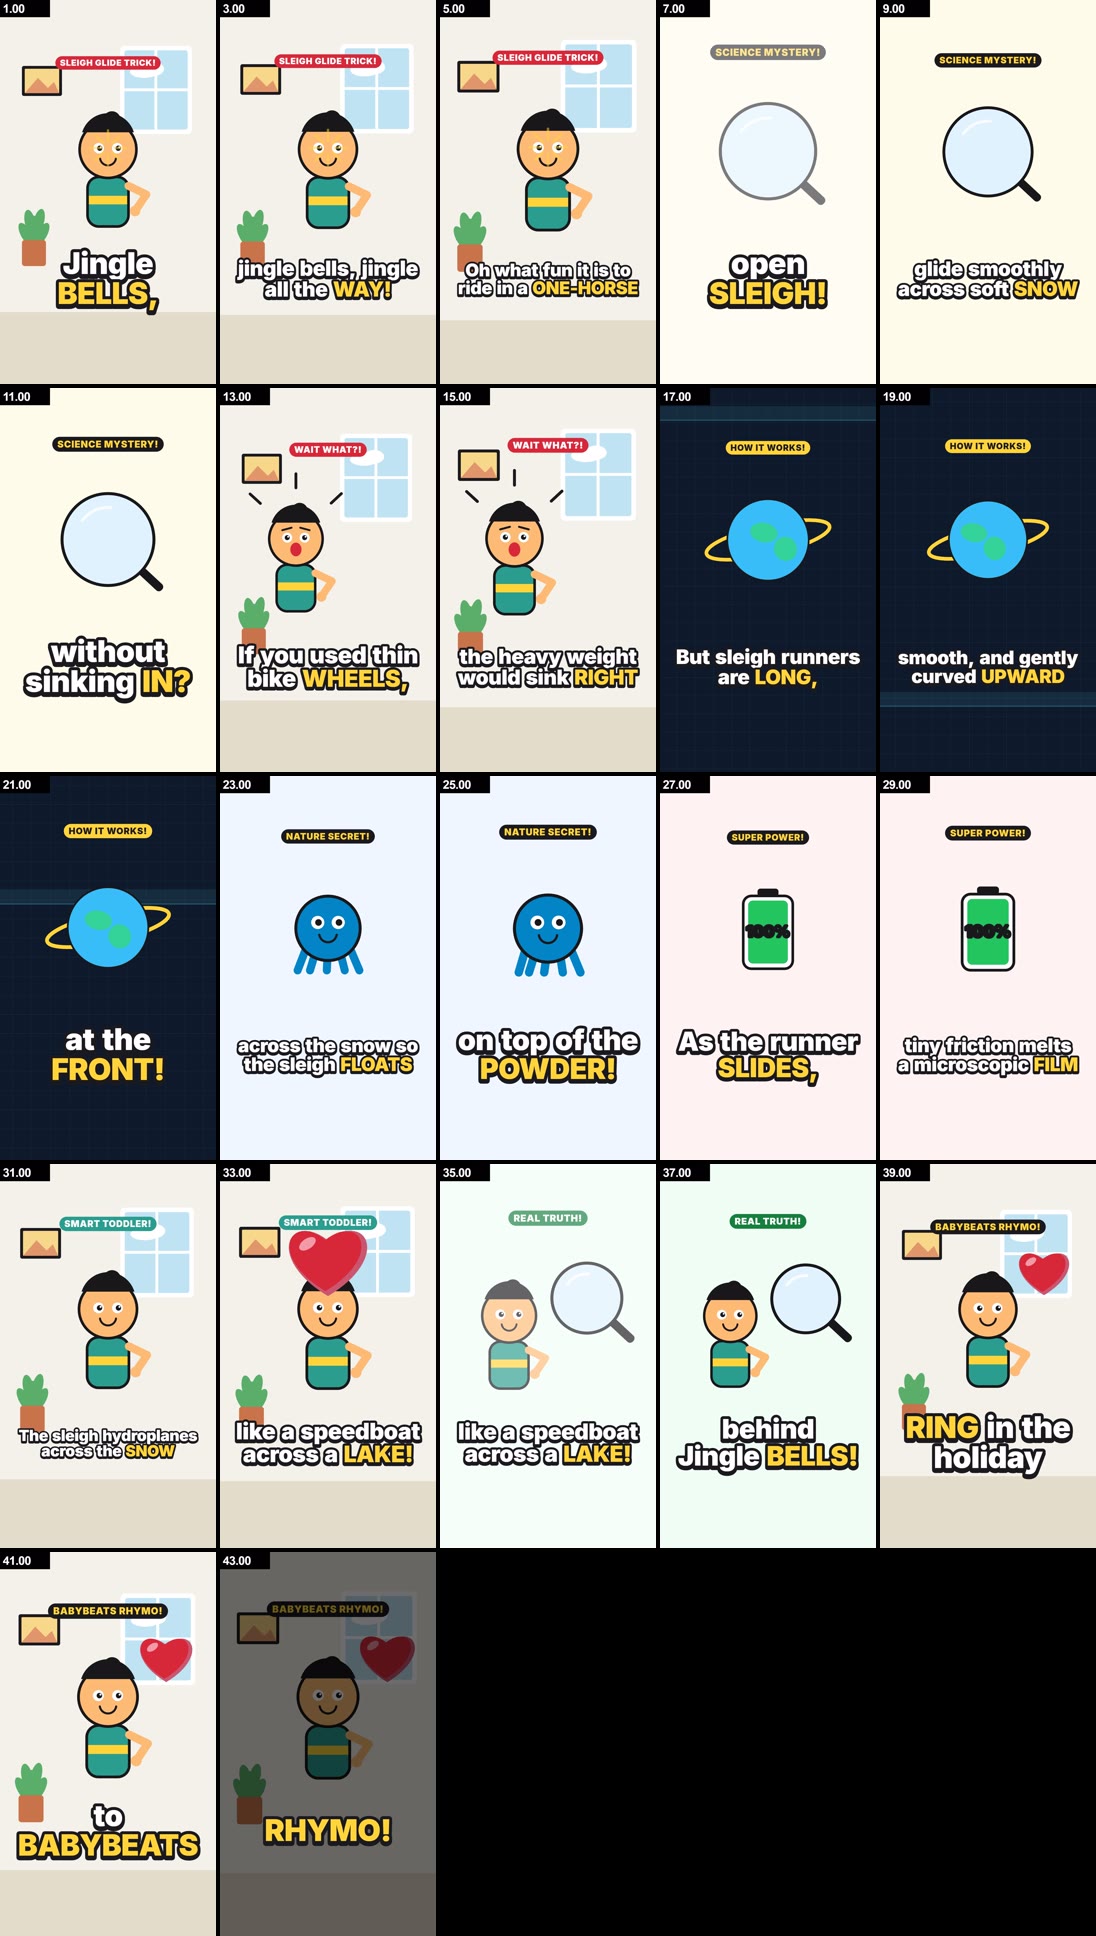 1.00
SLEIGH GLIDE TRICK!
Jingle
BELLS,
3.00
SLEIGH GLIDE TRICK!
jingle bells, jingle
all the WAY!
5.00
SLEIGH GLIDE TRICK!
Oh what fun it is to
ride in a ONE-HORSE
7.00
SCIENCE MYSTERY!
open
SLEIGH!
9.00
SCIENCE MYSTERY!
glide smoothly
across soft SNOW
11.00
SCIENCE MYSTERY!
without
sinking IN?
13.00
WAIT WHAT?!
If you used thin
bike WHEELS,
15.00
WAIT WHAT?!
the heavy weight
would sink RIGHT
17.00
HOW IT WORKS!
But sleigh runners
are LONG,
19.00
HOW IT WORKS!
smooth, and gently
curved UPWARD
21.00
HOW IT WORKS!
at the
FRONT!
23.00
NATURE SECRET!
across the snow so
the sleigh FLOATS
25.00
NATURE SECRET!
on top of the
POWDER!
27.00
SUPER POWER!
100%
As the runner
SLIDES,
29.00
SUPER POWER!
100%
tiny friction melts
a microscopic FILM
31.00
SMART TODDLER!
The sleigh hydroplanes
across the SNOW
33.00
SMART TODDLER!
like a speedboat
across a LAKE!
35.00
REAL TRUTH!
like a speedboat
across a LAKE!
37.00
REAL TRUTH!
behind
Jingle BELLS!
39.00
BABYBEATS RHYMO!
RING in the
holiday
41.00
BABYBEATS RHYMO!
to
BABYBEATS
43.00
BABYBEATS RHYMO!
RHYMO!